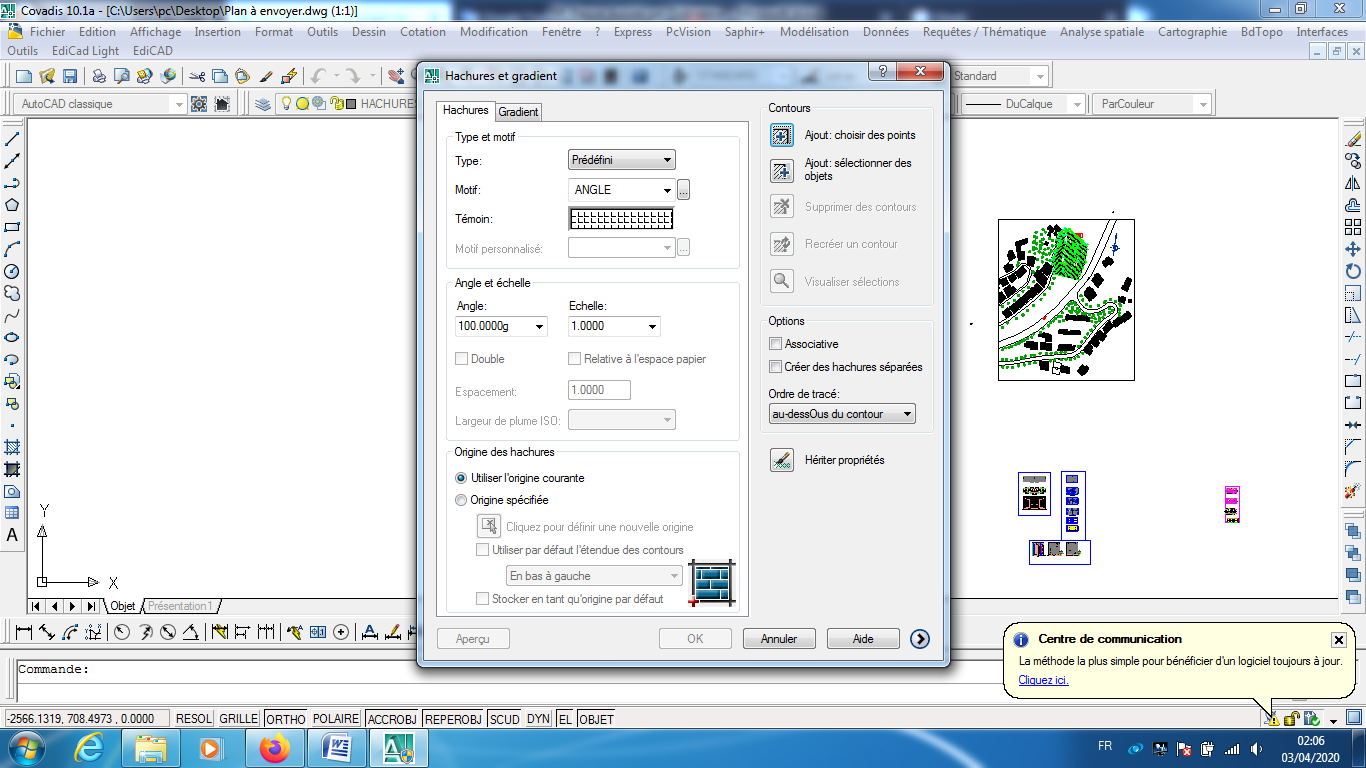 Covadis 10.1a - [C:\Users\pc\Desktop\Plan à envoyer.dwg (1:1)]
Fichier Edition Affichage Insertion Format Outils Dessin Cotation Modification Fenêtre ? Express PcVision Saphir+ Modélisation Données Requêtes / Thématique Analyse spatiale Cartographie BdTopo Interfaces
Outils EdiCad Light EdiCAD
Standard
AutoCAD classique
HACHURES
DuCalque
ParCouleur
Hachures et gradient
Hachures
Gradient
Type et motif
Type:
Prédéfini
Motif:
ANGLE
...
Témoin:
Motif personnalisé:
...
Angle et échelle
Angle:
Echelle:
100.0000g
1.0000
Double
Relative à l'espace papier
Espacement:
1.0000
Largeur de plume ISO:
Origine des hachures
Utiliser l'origine courante
Origine spécifiée
Cliquez pour définir une nouvelle origine
Utiliser par défaut l'étendue des contours
En bas à gauche
Stocker en tant qu'origine par défaut
Contours
Ajout: choisir des points
Ajout: sélectionner des
objets
Supprimer des contours
Recréer un contour
Visualiser sélections
Options
Associative
Créer des hachures séparées
Ordre de tracé:
au-dessOus du contour
Hériter propriétés
Aperçu
OK
Annuler
Aide
Y
X
A
Objet
Présentation1
Commande:
Centre de communication
La méthode la plus simple pour bénéficier d'un logiciel toujours à jour.
Cliquez ici.
-2566.1319, 708.4973 , 0.0000
RESOL GRILLE ORTHO POLAIRE ACCROBJ REPEROBJ SCUD DYN EL OBJET
FR
02:06
03/04/2020